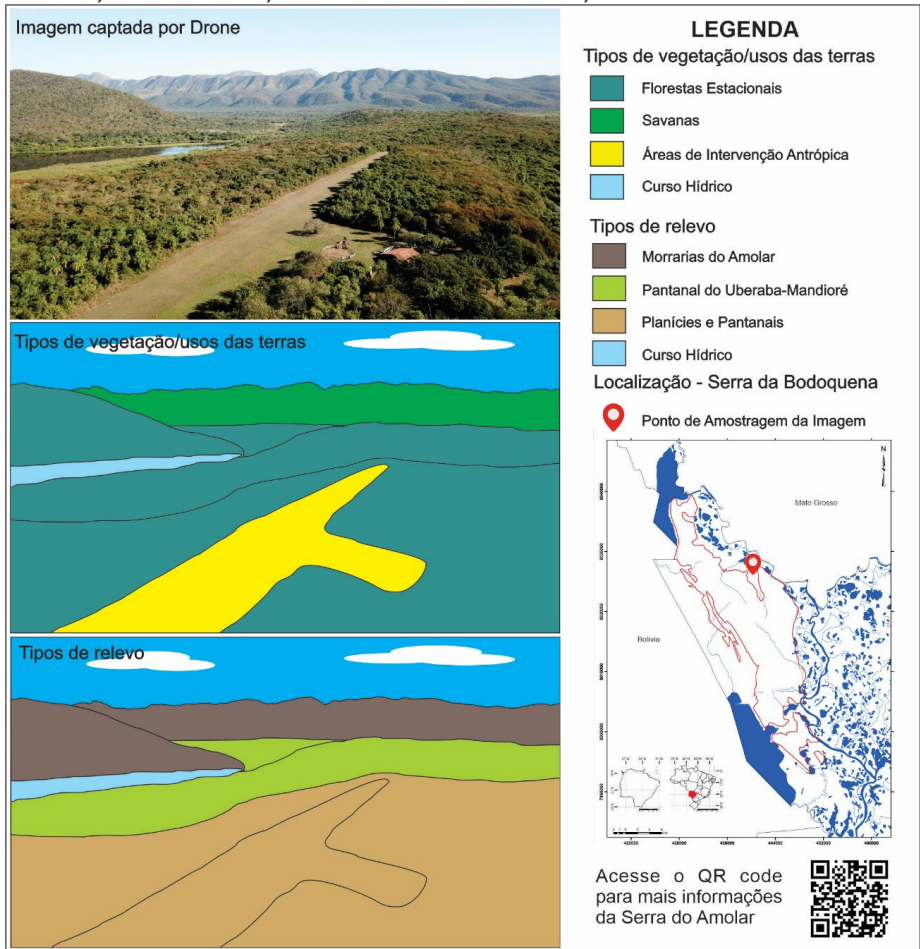 Imagem captada por Drone
Tipos de vegetação/usos das terras
Tipos de relevo
LEGENDA
Tipos de vegetação/usos das terras
Florestas Estacionais
Savanas
Áreas de Intervenção Antrópica
Curso Hídrico
Tipos de relevo
Morrarias do Amolar
Pantanal do Uberaba-Mandioré
Planícies e Pantanais
Curso Hídrico
Localização - Serra da Bodoquena
Ponto de Amostragem da Imagem
N
Mato Grosso
Bolívia
Acesse o QR code
para mais informações
da Serra do Amolar